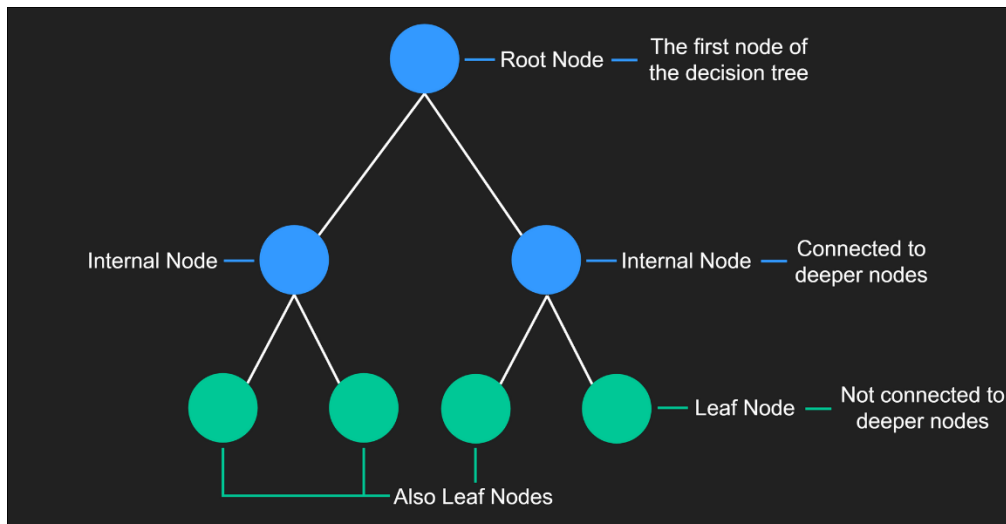 Root Node
The first node of
the decision tree
Internal Node
Internal Node
Connected to
deeper nodes
Leaf Node
Not connected to
deeper nodes
Also Leaf Nodes